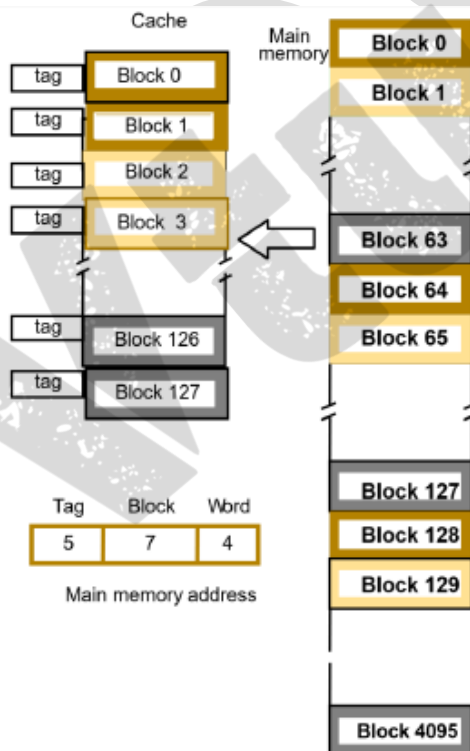 Cache
tag Block 0
tag Block 1
tag Block 2
tag Block 3
tag Block 126
tag Block 127
Main
memory
Block 0
Block 1
Block 63
Block 64
Block 65
Block 127
Block 128
Block 129
Block 4095
Tag Block Word
5 7 4
Main memory address